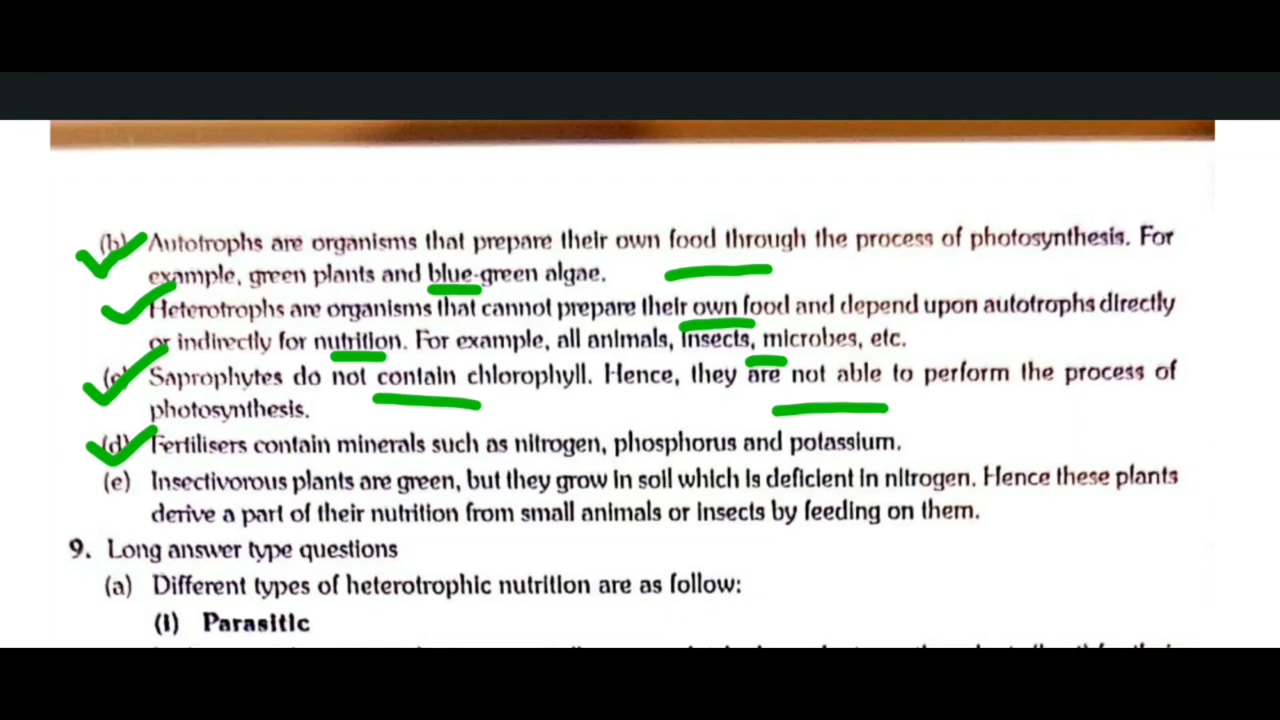 (b) Autotrophs are organisms that prepare their own food through the process of photosynthesis. For
example, green plants and blue-green algae.
Heterotrophs are organisms that cannot prepare their own food and depend upon autotrophs directly
or indirectly for nutrition. For example, all animals, insects, microbes, etc.
(c) Saprophytes do not contain chlorophyll. Hence, they are not able to perform the process of
photosynthesis.
(d) Fertilisers contain minerals such as nitrogen, phosphorus and potassium.
(e) Insectivorous plants are green, but they grow in soil which is deficient in nitrogen. Hence these plants
derive a part of their nutrition from small animals or insects by feeding on them.
9. Long answer type questions
(a) Different types of heterotrophic nutrition are as follow:
(i) Parasitic